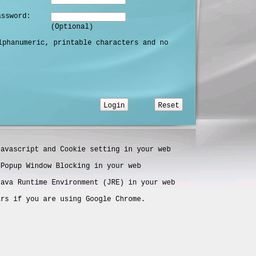 assword:
(Optional)
lphanumeric, printable characters and no
Login Reset
avascript and Cookie setting in your web
Popup Window Blocking in your web
ava Runtime Environment (JRE) in your web
rs if you are using Google Chrome.